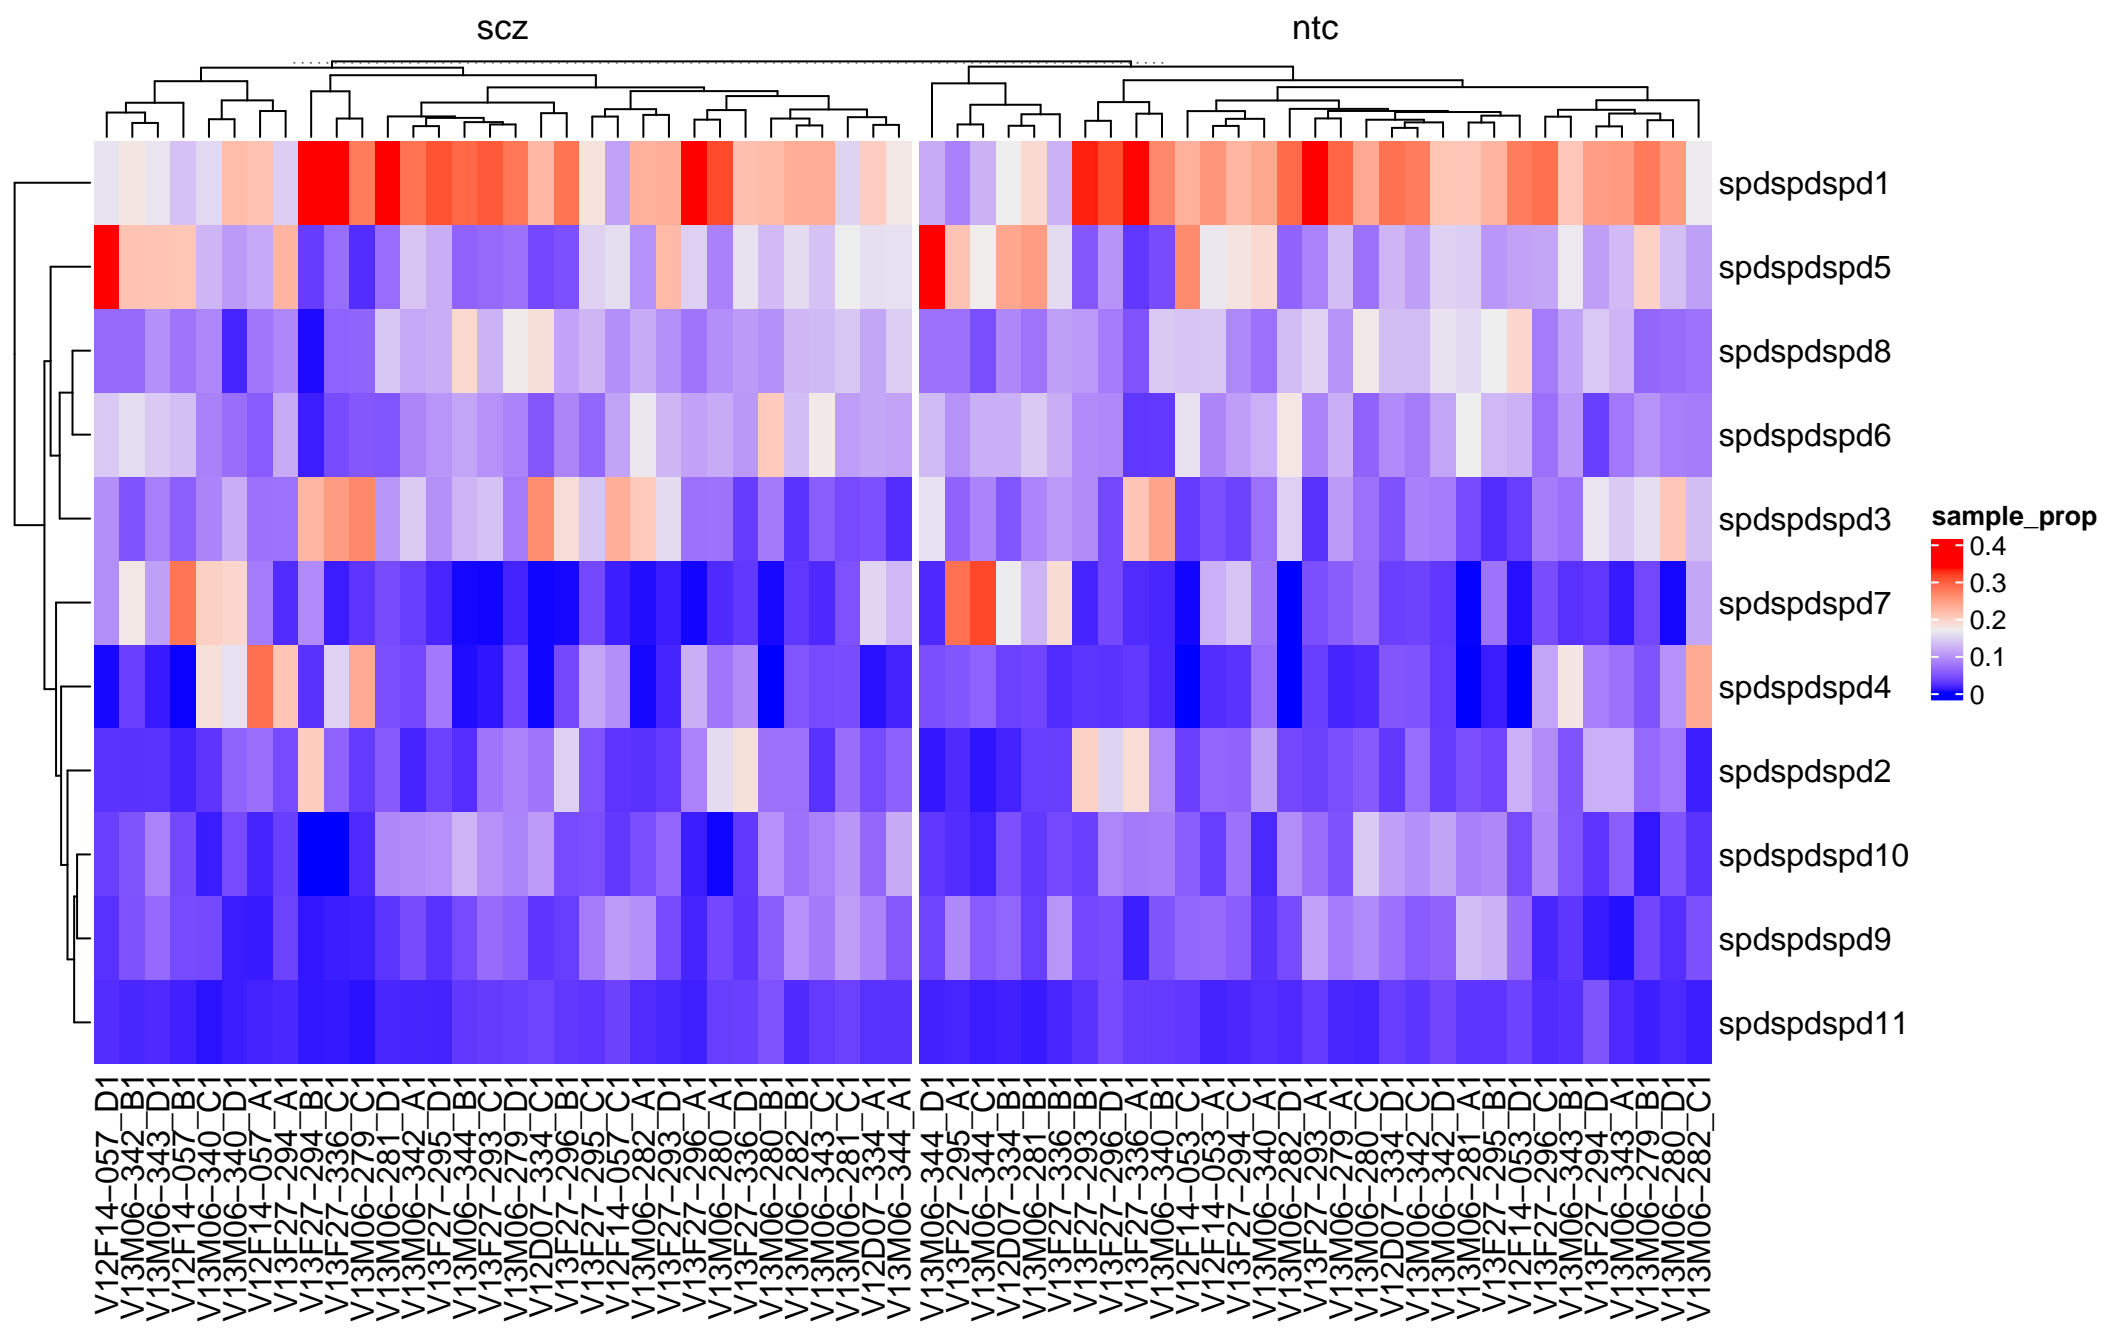 scz
ntc
spdspdspd1
spdspdspd5
spdspdspd8
spdspdspd6
spdspdspd3
spdspdspd7
spdspdspd4
spdspdspd2
spdspdspd10
spdspdspd9
spdspdspd11
sample_prop
0.4
0.3
0.2
0.1
0
V12F14−057_D1
V13M06−342_B1
V13M06−343_D1
V12F14−057_B1
V13M06−340_C1
V13M06−340_D1
V12F14−057_A1
V13F27−294_A1
V13F27−294_B1
V13F27−336_C1
V13M06−279_C1
V13M06−281_D1
V13M06−342_A1
V13F27−295_D1
V13M06−344_B1
V13F27−293_C1
V13M06−279_D1
V12D07−334_C1
V13F27−296_B1
V13F27−295_C1
V12F14−057_C1
V13M06−282_A1
V13F27−293_D1
V13F27−296_A1
V13M06−280_A1
V13F27−336_D1
V13M06−280_B1
V13M06−282_B1
V13M06−343_C1
V13M06−281_C1
V12D07−334_A1
V13M06−344_A1
V13M06−344_D1
V13F27−295_A1
V13M06−344_C1
V12D07−334_B1
V13M06−281_B1
V13F27−336_B1
V13F27−293_B1
V13F27−296_D1
V13F27−336_A1
V13M06−340_B1
V12F14−053_C1
V12F14−053_A1
V13F27−294_C1
V13M06−340_A1
V13M06−282_D1
V13F27−293_A1
V13M06−279_A1
V13M06−280_C1
V12D07−334_D1
V13M06−342_C1
V13M06−342_D1
V13M06−281_A1
V13F27−295_B1
V12F14−053_D1
V13F27−296_C1
V13M06−343_B1
V13F27−294_D1
V13M06−343_A1
V13M06−279_B1
V13M06−280_D1
V13M06−282_C1